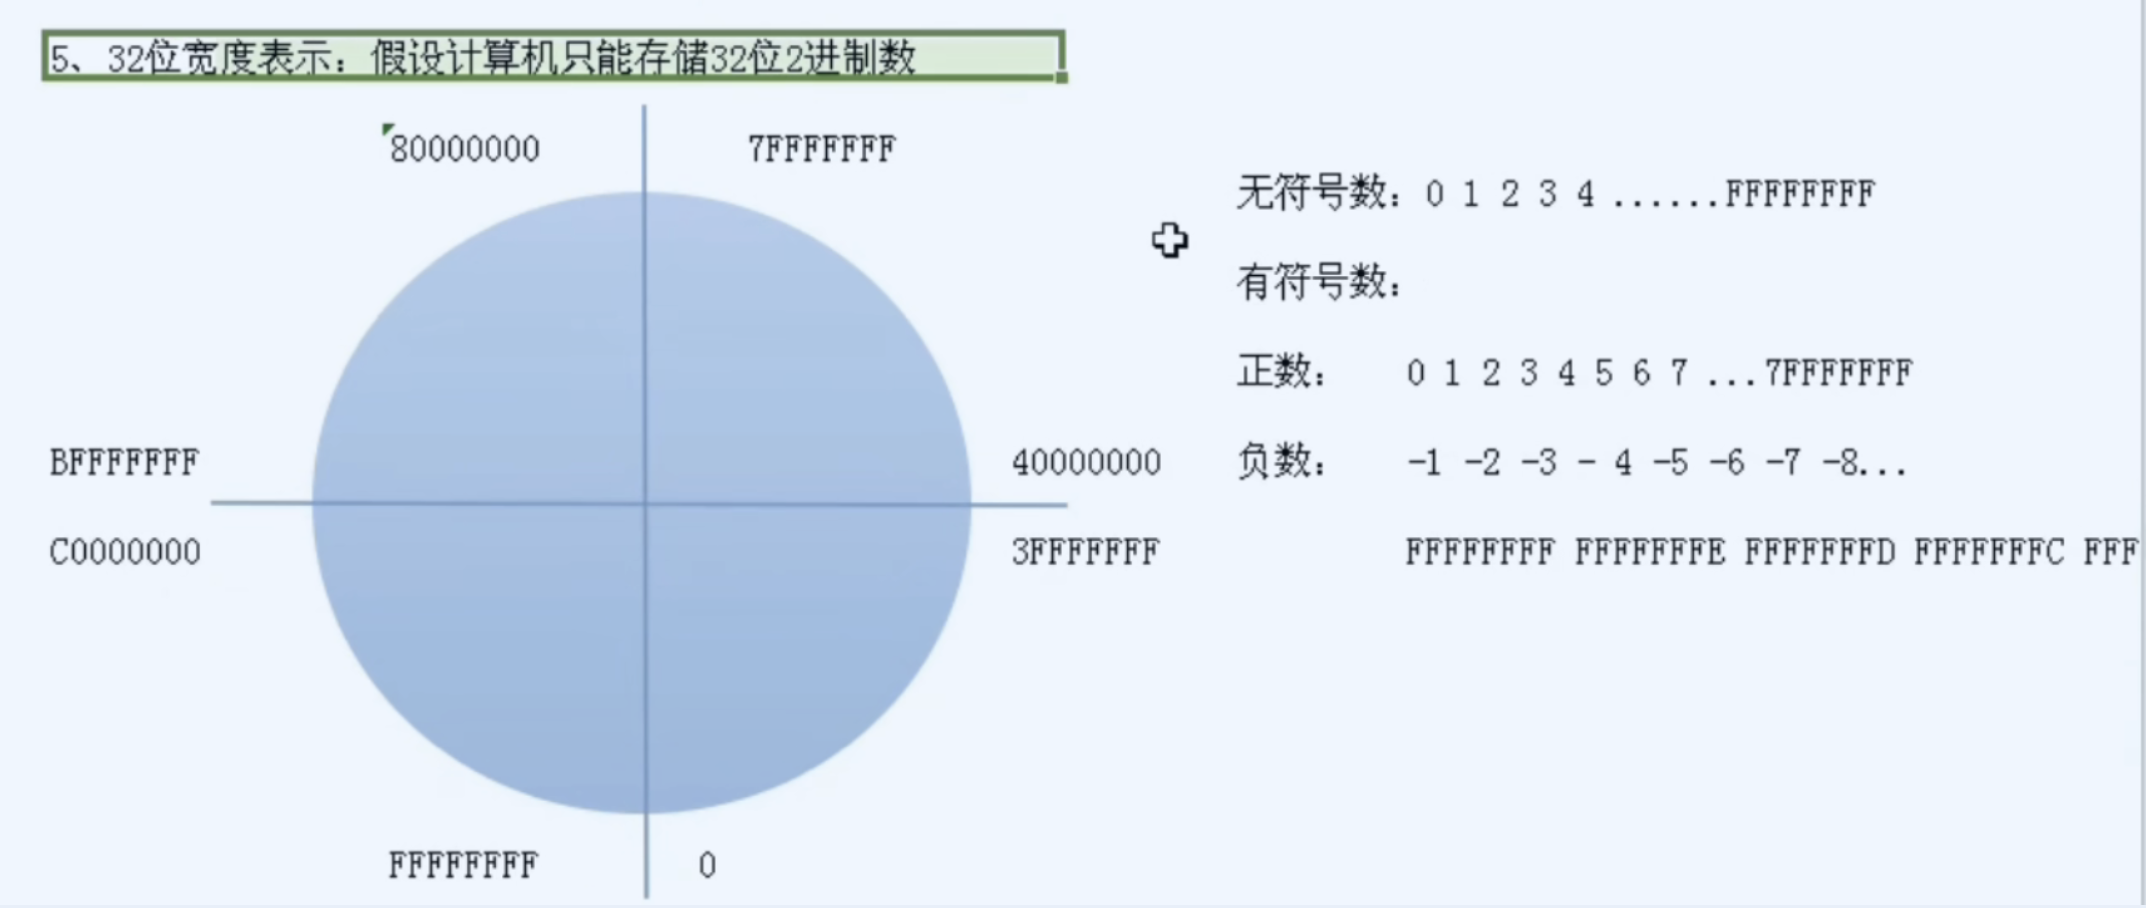 5、32位宽度表示：假设计算机只能存储32位2进制数
80000000 7FFFFFFF
无符号数：0 1 2 3 4 ......FFFFFFFF
有符号数：
正数： 0 1 2 3 4 5 6 7 ...7FFFFFFF
BFFFFFFF 40000000
负数： -1 -2 -3 - 4 -5 -6 -7 -8...
C0000000 3FFFFFFF
FFFFFFFF FFFFFFFE FFFFFFFD FFFFFFFC FFF
FFFFFFFF 0